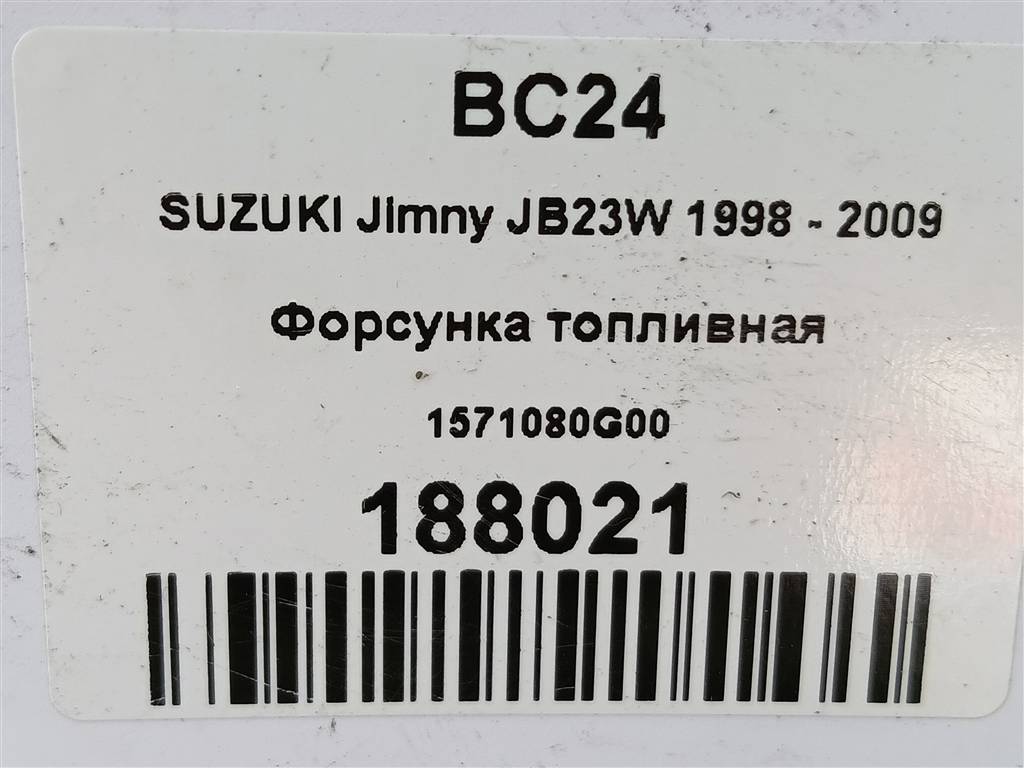 BC24
SUZUKI Jimny JB23W 1998 - 2009
Форсунка топливная
1571080G00
188021